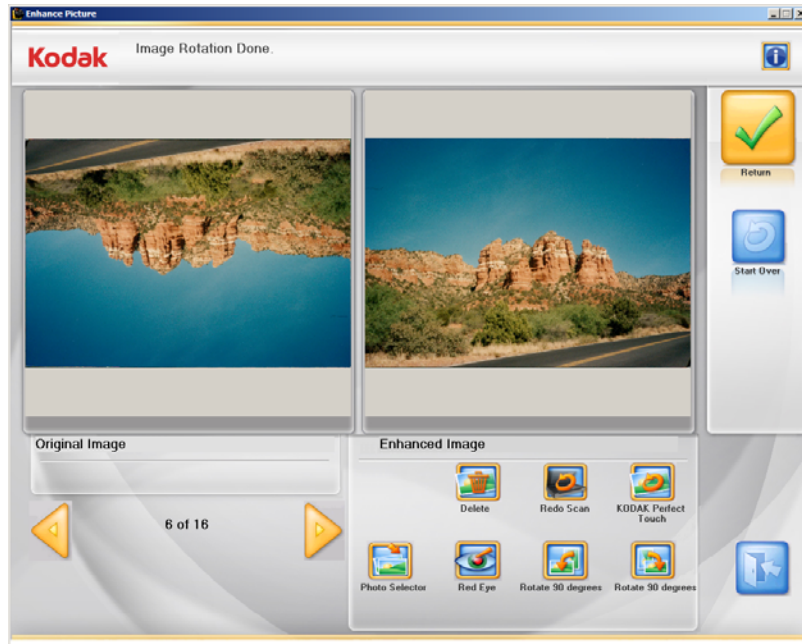 Enhance Picture
Kodak
Image Rotation Done.
Return
Start Over
Original Image
Enhanced Image
6 of 16
Delete
Redo Scan
KODAK Perfect
Touch
Photo Selector
Red Eye
Rotate 90 degrees
Rotate 90 degrees